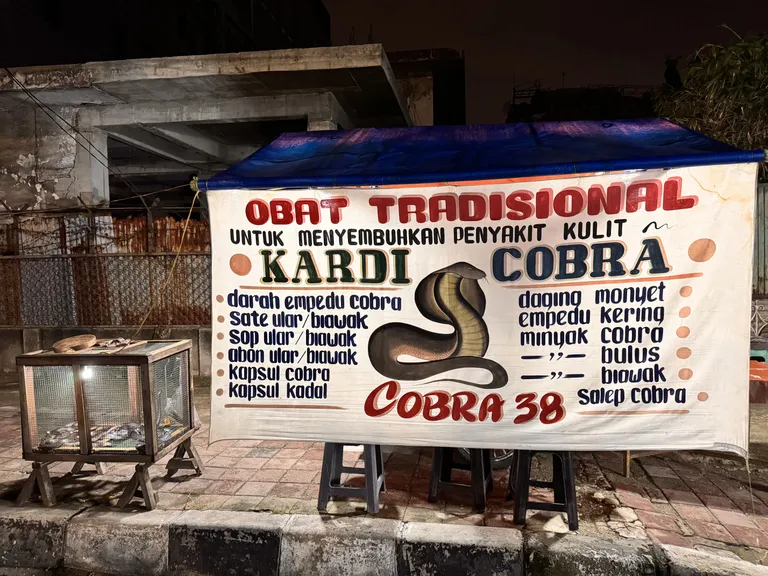 OBAT TRADISIONAL
UNTUK MENYEMBUHKAN PENYAKIT KULIT
KARDI COBRA
darah empedu cobra
sate ular/biawak
sop ular/biawak
abon ular/biawak
kapsul cobra
kapsul kadal
daging monyet
empedu kering
minyak cobra
—〃— bulus
—〃— biawak
salep cobra
COBRA 38